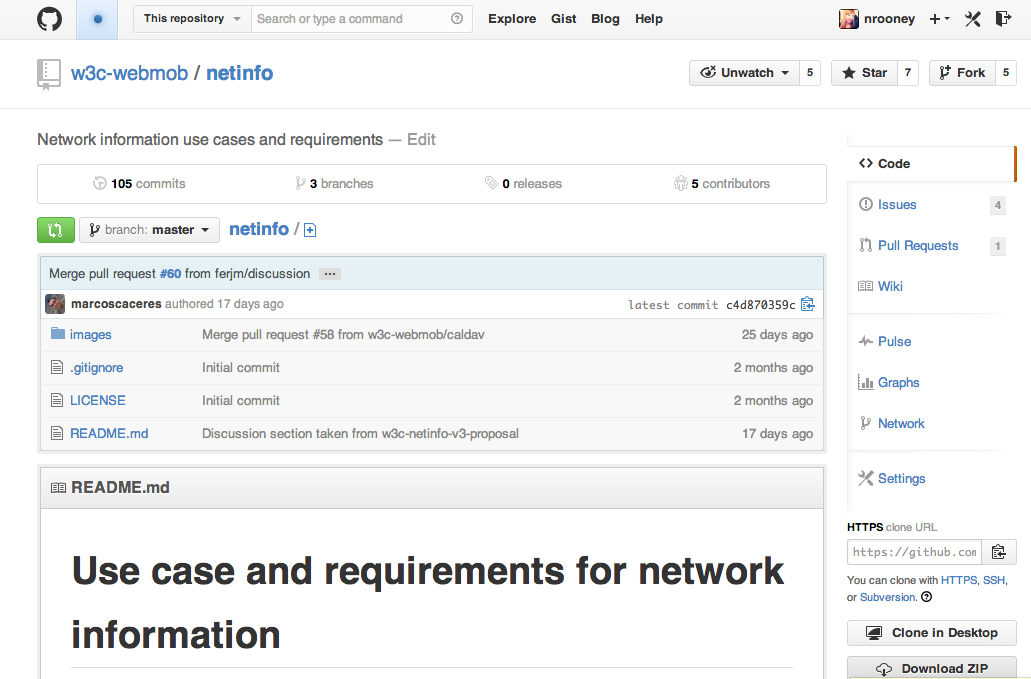 This repository Search or type a command Explore Gist Blog Help nrooney
w3c-webmob / netinfo Unwatch 5 Star 7 Fork 5
Network information use cases and requirements — Edit
105 commits 3 branches 0 releases 5 contributors
branch: master netinfo /
Merge pull request #60 from ferjm/discussion ...
marcoscaceres authored 17 days ago latest commit c4d870359c
images Merge pull request #58 from w3c-webmob/caldav 25 days ago
.gitignore Initial commit 2 months ago
LICENSE Initial commit 2 months ago
README.md Discussion section taken from w3c-netinfo-v3-proposal 17 days ago
README.md
Use case and requirements for network
information
Code
Issues 4
Pull Requests 1
Wiki
Pulse
Graphs
Network
Settings
HTTPS clone URL
https://github.com
You can clone with HTTPS, SSH,
or Subversion.
Clone in Desktop
Download ZIP